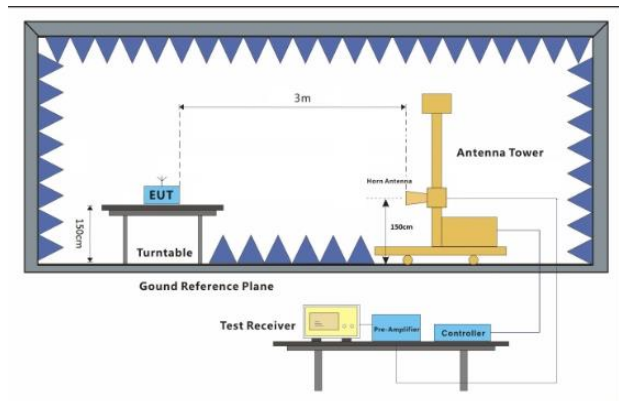 3m
Antenna Tower
Horn Antenna
EUT
150cm
150cm
Turntable
Gound Reference Plane
Test Receiver
Pre-Amplifier
Controller